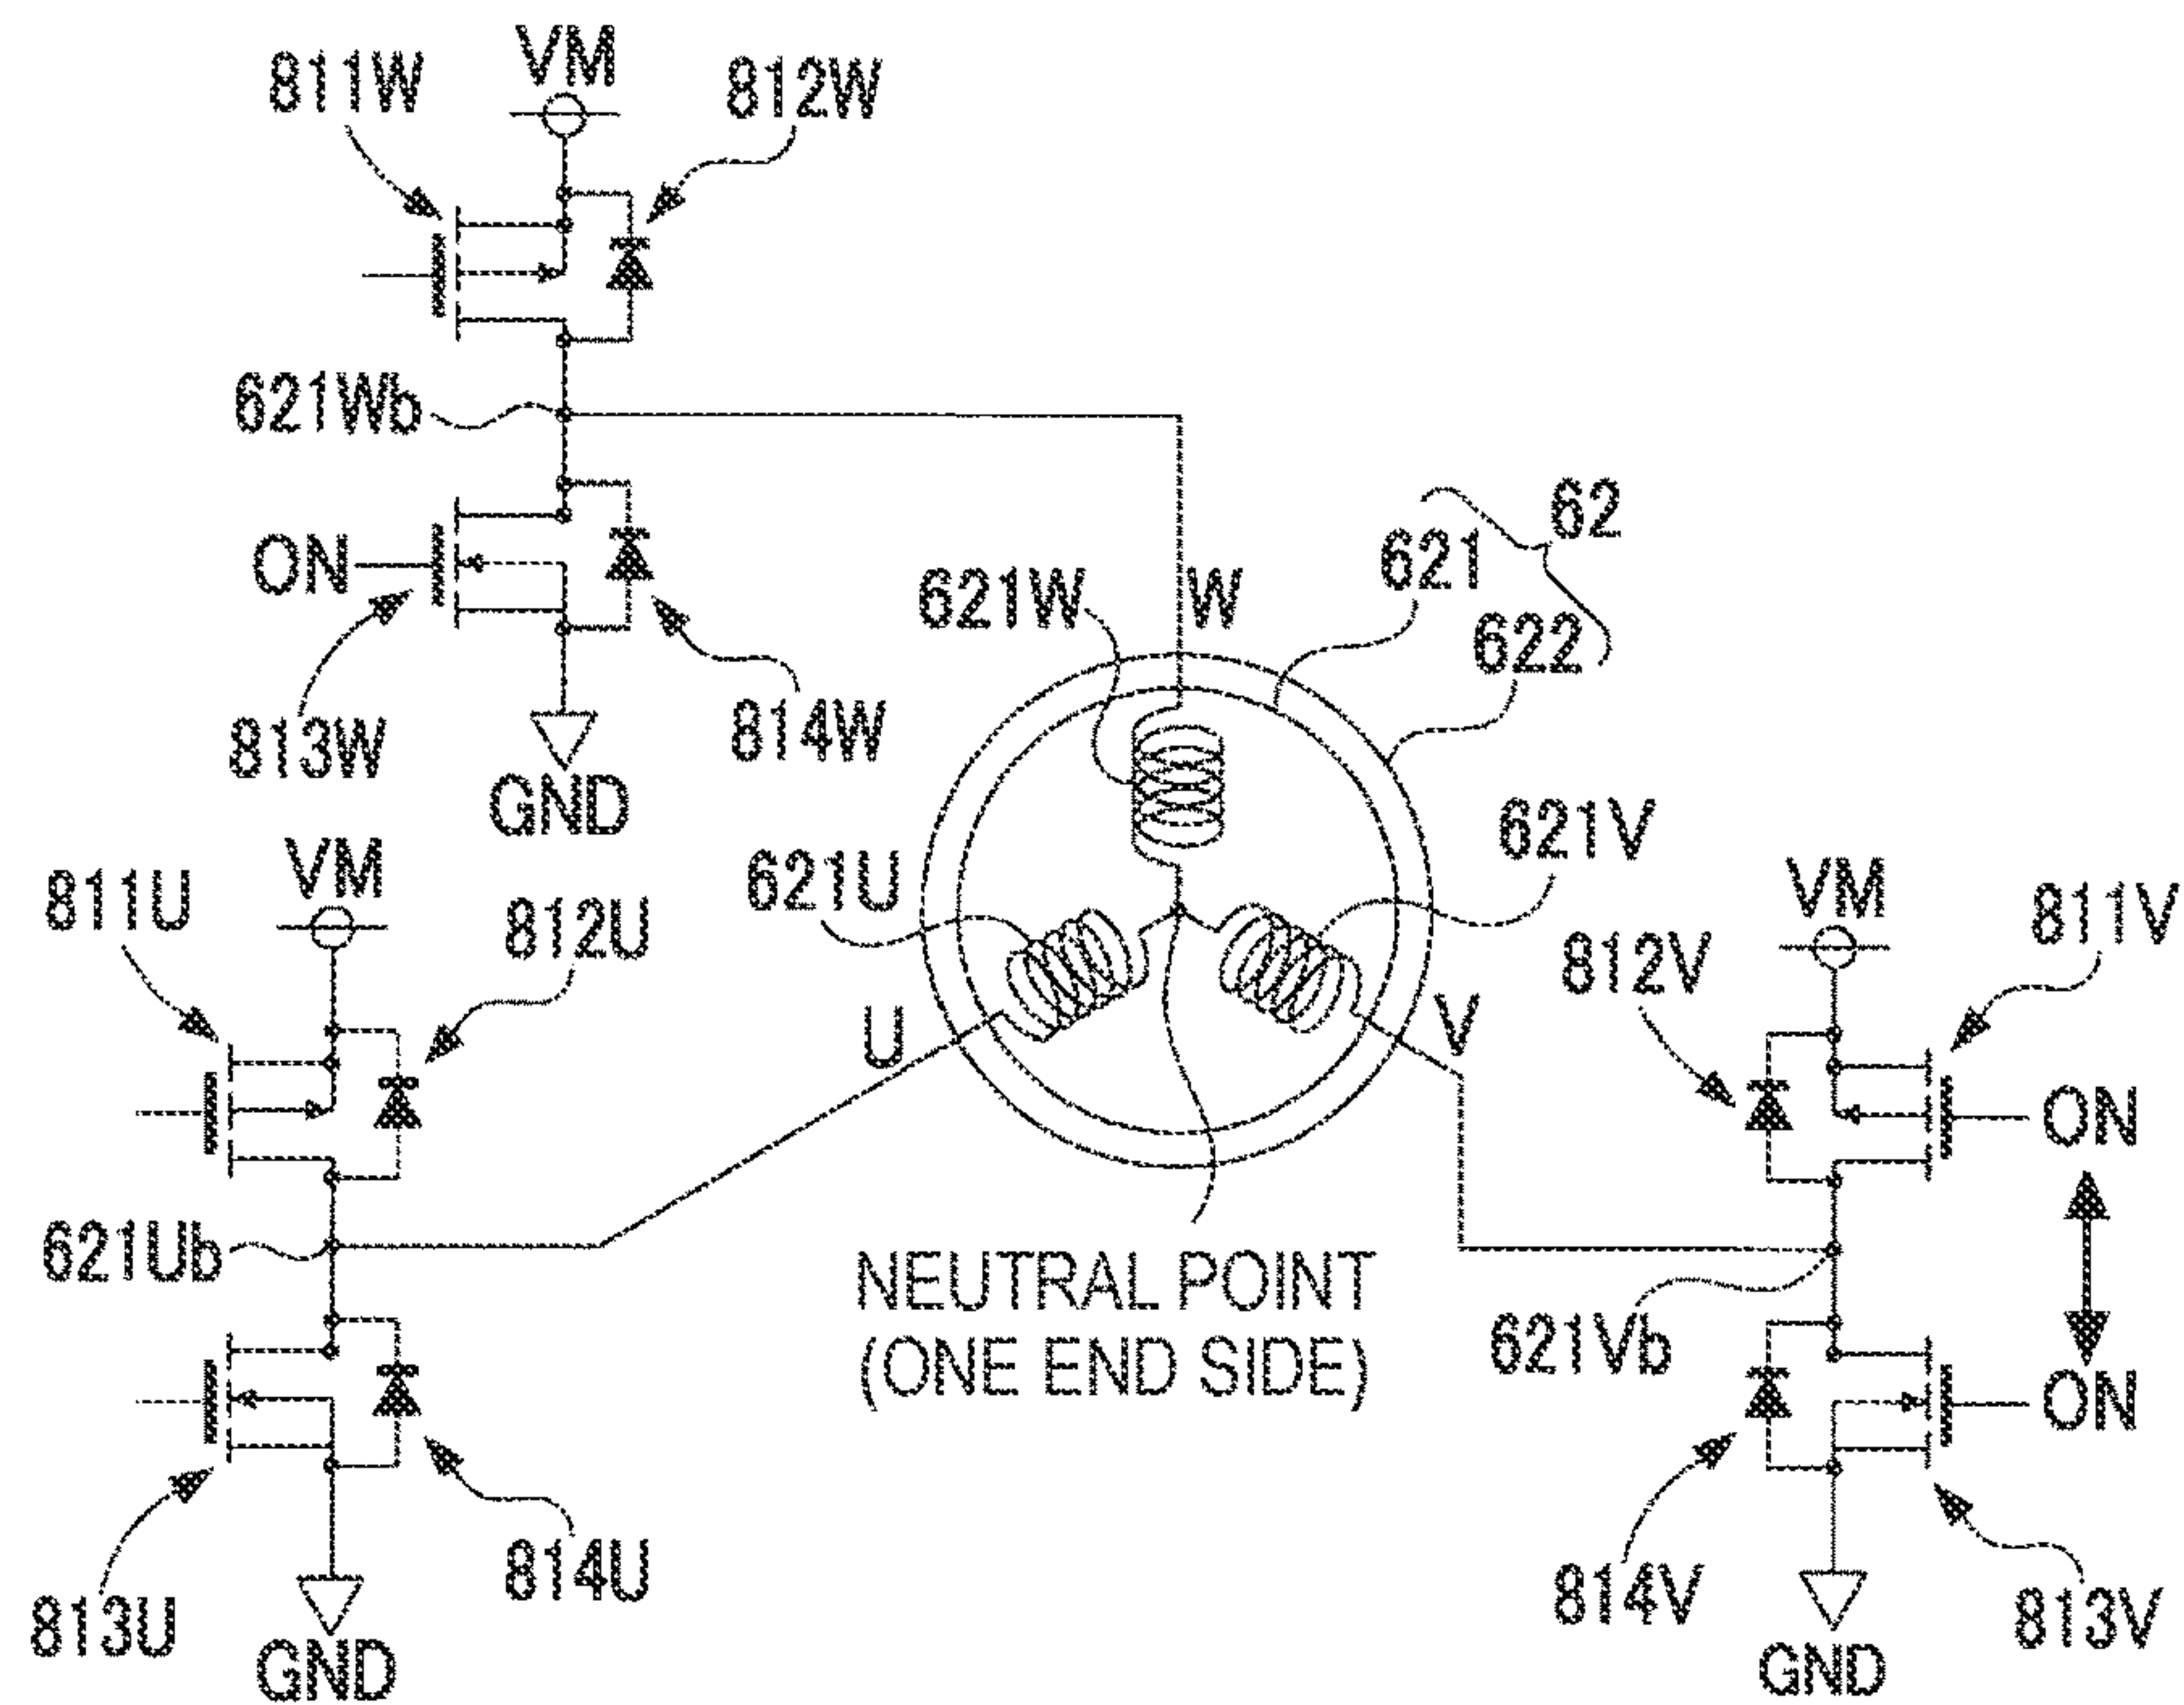 VM
811W
812W
621Wb
62
621
ON
621W
W
622
813W
814W
GND
621V
VM
621U
811U
812U
VM
811V
812V
U
V
ON
621Ub
NEUTRAL POINT
(ONE END SIDE)
621Vb
ON
813U
814U
814V
813V
GND
GND